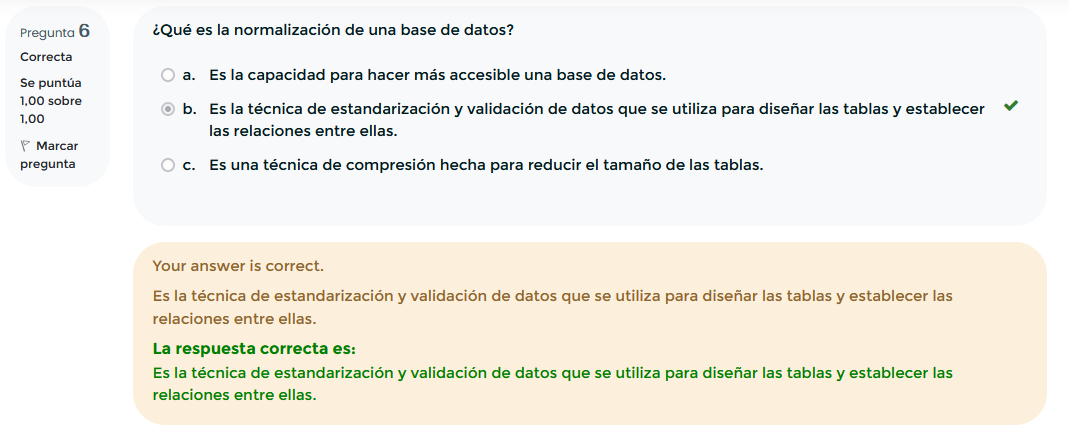 Pregunta 6
Correcta
Se puntúa
1,00 sobre
1,00
Marcar
pregunta
¿Qué es la normalización de una base de datos?
a. Es la capacidad para hacer más accesible una base de datos.
b. Es la técnica de estandarización y validación de datos que se utiliza para diseñar las tablas y establecer
las relaciones entre ellas.
c. Es una técnica de compresión hecha para reducir el tamaño de las tablas.
Your answer is correct.
Es la técnica de estandarización y validación de datos que se utiliza para diseñar las tablas y establecer las
relaciones entre ellas.
La respuesta correcta es:
Es la técnica de estandarización y validación de datos que se utiliza para diseñar las tablas y establecer las
relaciones entre ellas.